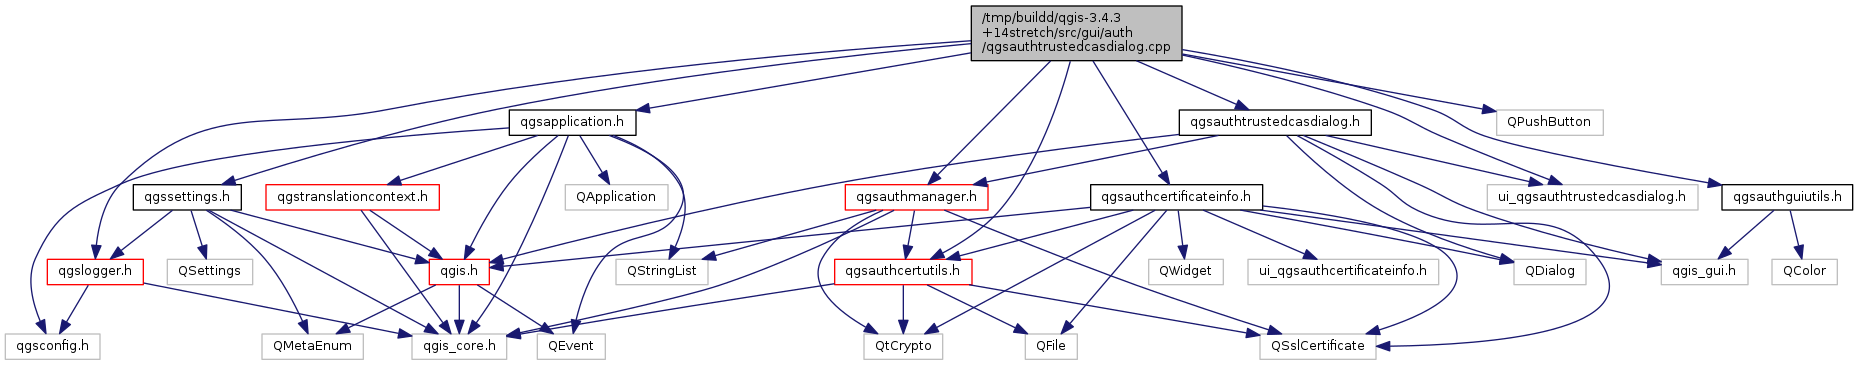 /tmp/buildd/qgis-3.4.3
+14stretch/src/gui/auth
/qgsauthtrustedcasdialog.cpp
qgsapplication.h
qgsauthtrustedcasdialog.h
QPushButton
qgssettings.h
qgstranslationcontext.h
QApplication
qgsauthmanager.h
qgsauthcertificateinfo.h
ui_qgsauthtrustedcasdialog.h
qgsauthguiutils.h
qgslogger.h
QSettings
qgis.h
QStringList
qgsauthcertutils.h
QWidget
ui_qgsauthcertificateinfo.h
QDialog
qgis_gui.h
QColor
qgsconfig.h
QMetaEnum
qgis_core.h
QEvent
QtCrypto
QFile
QSslCertificate